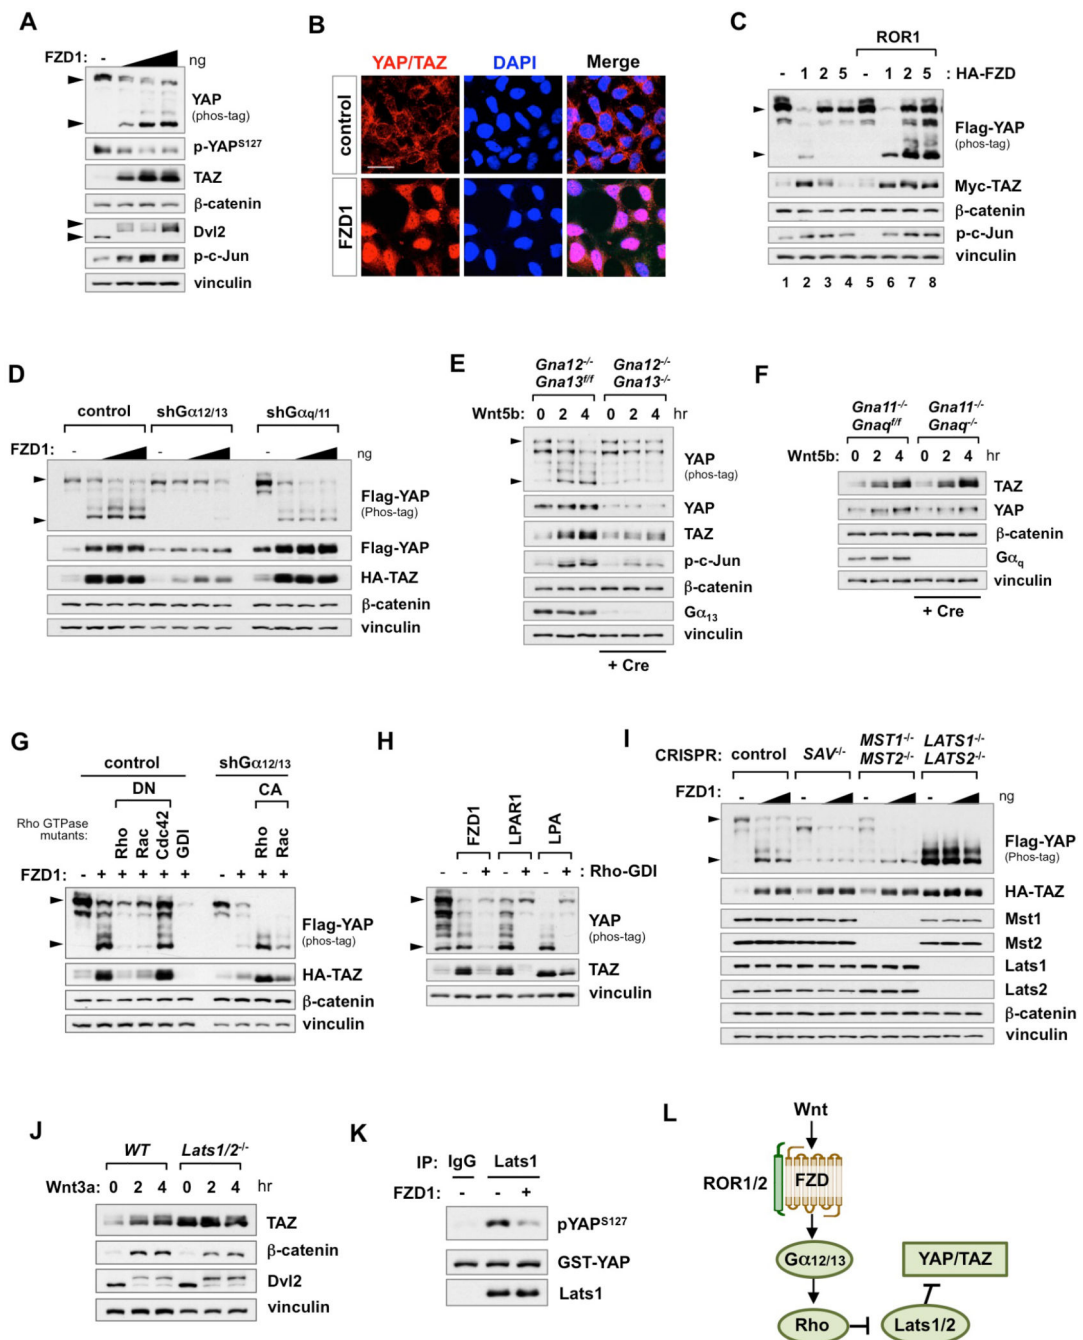 A
FZD1: - ng
YAP
(phos-tag)
p-YAPS127
TAZ
β-catenin
Dvl2
p-c-Jun
vinculin
B
YAP/TAZ DAPI Merge
control
FZD1
C
ROR1
- 1 2 5 - 1 2 5 : HA-FZD
Flag-YAP
(phos-tag)
Myc-TAZ
β-catenin
p-c-Jun
vinculin
1 2 3 4 5 6 7 8
D
control shGα12/13 shGαq/11
FZD1: - - - ng
Flag-YAP
(Phos-tag)
Flag-YAP
HA-TAZ
β-catenin
vinculin
E
Gna12-/- Gna12-/-
Gna13f/f Gna13-/-
Wnt5b: 0 2 4 0 2 4 hr
YAP
(phos-tag)
YAP
TAZ
p-c-Jun
β-catenin
Gα13
vinculin
+ Cre
F
Gna11-/- Gna11-/-
Gnaqf/f Gnaq-/-
Wnt5b: 0 2 4 0 2 4 hr
TAZ
YAP
β-catenin
Gαq
vinculin
+ Cre
G
control shGα12/13
DN CA
Rho GTPase
mutants:
Rho Rac Cdc42 GDI Rho Rac
FZD1: - + + + + + - + + +
Flag-YAP
(phos-tag)
HA-TAZ
β-catenin
vinculin
H
FZD1 LPAR1 LPA
- - + - + - + : Rho-GDI
YAP
(phos-tag)
TAZ
vinculin
I
CRISPR: control SAV-/- MST1-/- MST2-/- LATS1-/- LATS2-/-
FZD1: - - - - ng
Flag-YAP
(Phos-tag)
HA-TAZ
Mst1
Mst2
Lats1
Lats2
β-catenin
vinculin
J
WT Lats1/2-/-
Wnt3a: 0 2 4 0 2 4 hr
TAZ
β-catenin
Dvl2
vinculin
K
IP: IgG Lats1
FZD1: - - +
pYAPS127
GST-YAP
Lats1
L
Wnt
ROR1/2 FZD
Gα12/13 YAP/TAZ
Rho Lats1/2